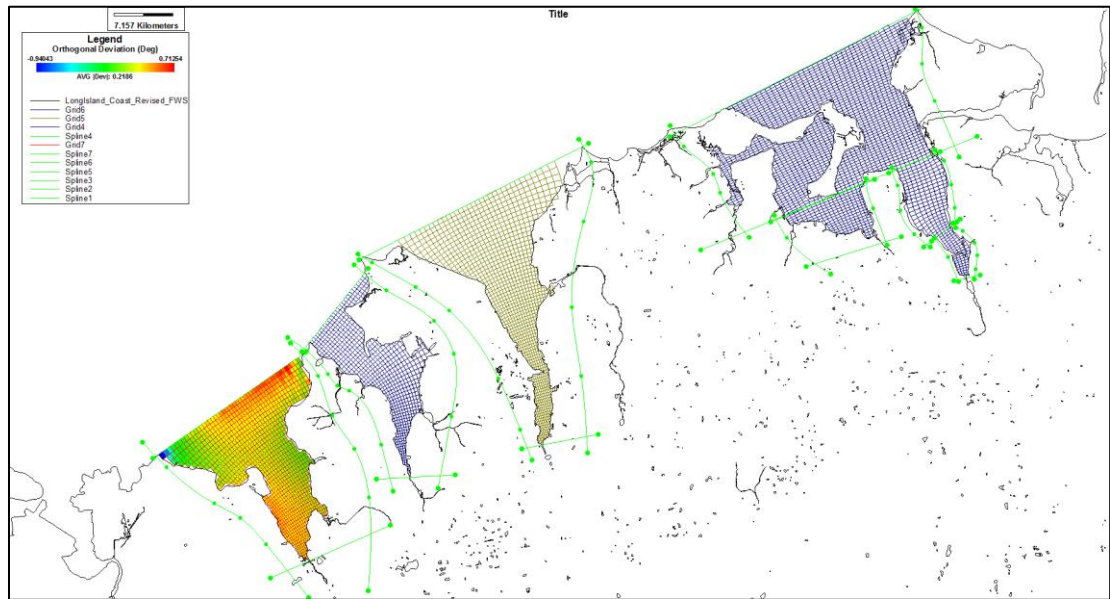 Title
7.157 Kilometers
Legend
Orthogonal Deviation (Deg)
-0.94043 0.71254
AVG (Dev): 0.2186
LongIsland_Coast_Revised_FWS
Grid6
Grid5
Grid4
Spline4
Grid7
Spline7
Spline6
Spline5
Spline3
Spline2
Spline1